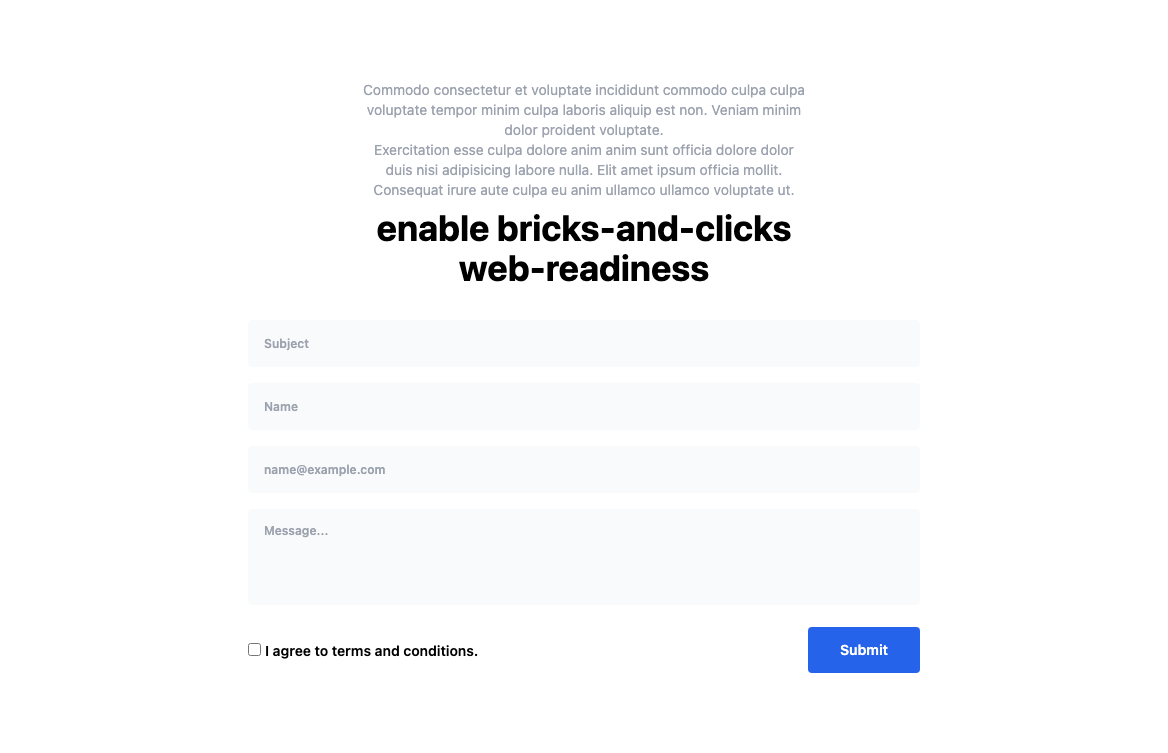 Commodo consectetur et voluptate incididunt commodo culpa culpa
voluptate tempor minim culpa laboris aliquip est non. Veniam minim
dolor proident voluptate.
Exercitation esse culpa dolore anim anim sunt officia dolore dolor
duis nisi adipisicing labore nulla. Elit amet ipsum officia mollit.
Consequat irure aute culpa eu anim ullamco ullamco voluptate ut.
enable bricks-and-clicks
web-readiness
Subject
Name
name@example.com
Message...
I agree to terms and conditions.
Submit